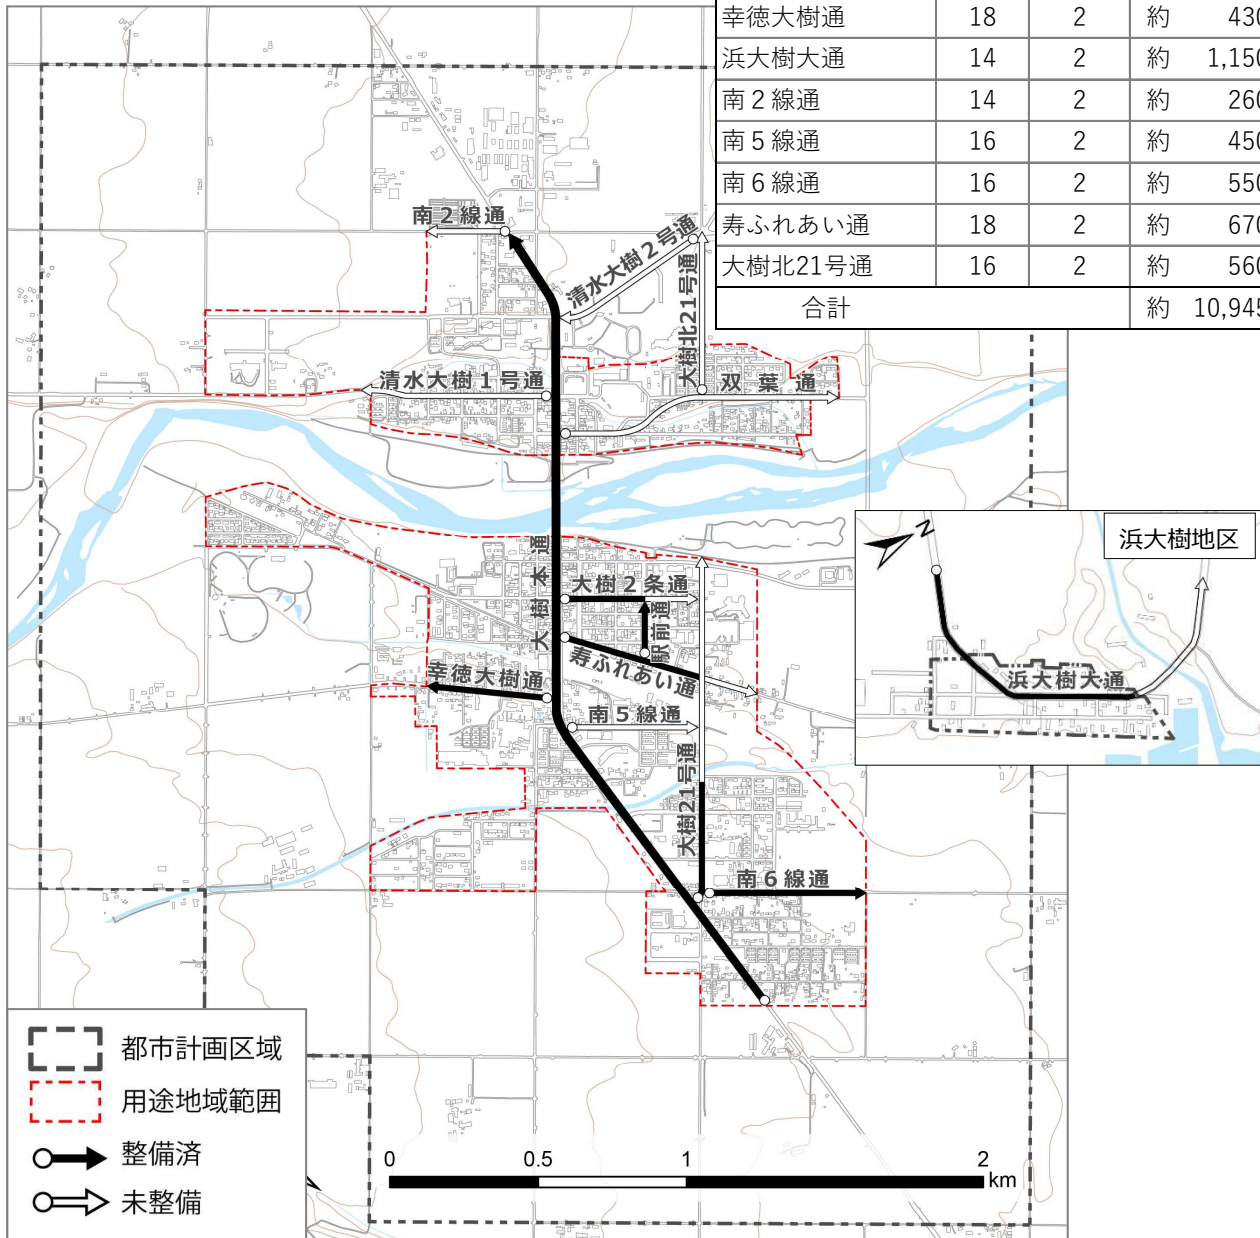 幸徳大樹通 18 2 約 430
浜大樹大通 14 2 約 1,150
南２線通 14 2 約 260
南５線通 16 2 約 450
南６線通 16 2 約 550
寿ふれあい通 18 2 約 670
大樹北21号通 16 2 約 560
合計 約 10,945
南２線通
清水大樹２号通
大樹北21号通
清水大樹１号通
双葉通
大樹本通
大樹２条通
駅前通
寿ふれあい通
幸徳大樹通
南５線通
大樹21号通
南６線通
浜大樹地区
N
浜大樹大通
都市計画区域
用途地域範囲
整備済
未整備
0 0.5 1 2
km